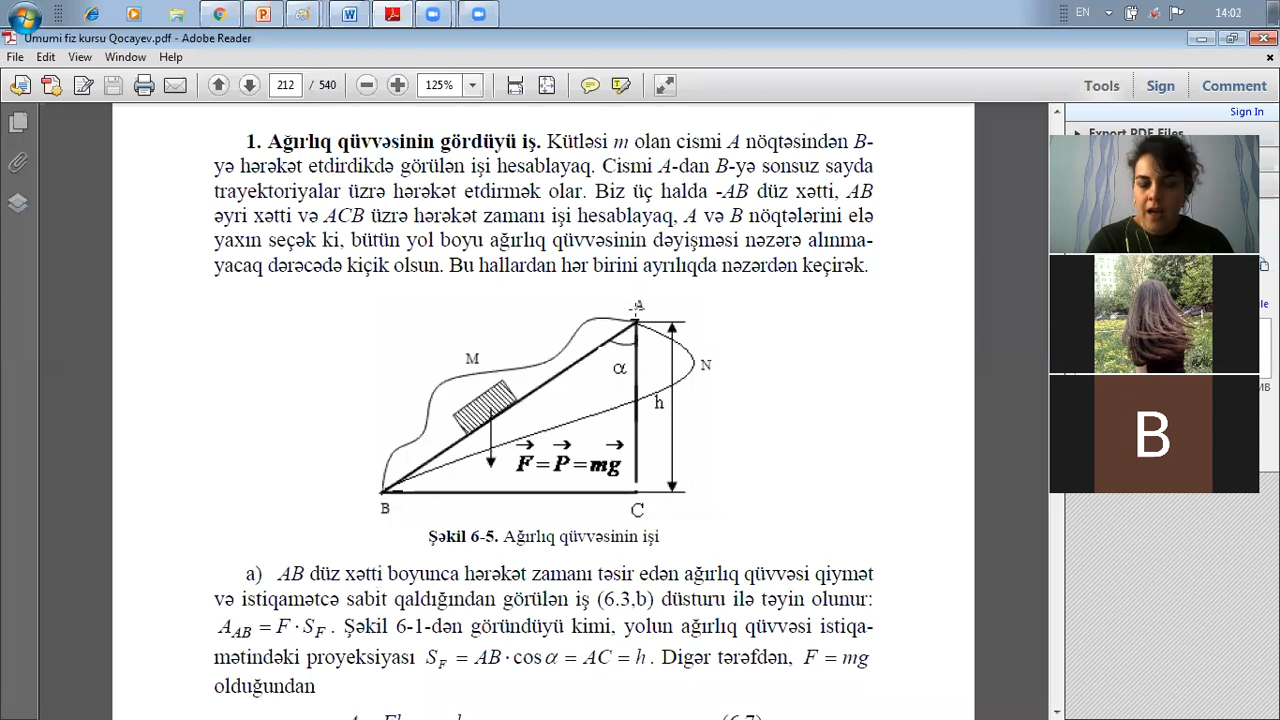 EN
14:02
Umumi fiz kursu Qocayev.pdf - Adobe Reader
File Edit View Window Help
212 / 540
125%
Tools Sign Comment
Sign In
Export PDF Files
1. Ağırlıq qüvvəsinin gördüyü iş. Kütləsi m olan cismi A nöqtəsindən B-
yə hərəkət etdirdikdə görülən işi hesablayaq. Cismi A-dan B-yə sonsuz sayda
trayektoriyalar üzrə hərəkət etdirmək olar. Biz üç halda -AB düz xətti, AB
əyri xətti və ACB üzrə hərəkət zamanı işi hesablayaq, A və B nöqtələrini elə
yaxın seçək ki, bütün yol boyu ağırlıq qüvvəsinin dəyişməsi nəzərə alınma-
yacaq dərəcədə kiçik olsun. Bu hallardan hər birini ayrılıqda nəzərdən keçirək.
A
M
α
N
h
F = P = mg
B
C
Şəkil 6-5. Ağırlıq qüvvəsinin işi
a) AB düz xətti boyunca hərəkət zamanı təsir edən ağırlıq qüvvəsi qiymət
və istiqamətcə sabit qaldığından görülən iş (6.3,b) düsturu ilə təyin olunur:
A_AB = F · S_F . Şəkil 6-1-dən göründüyü kimi, yolun ağırlıq qüvvəsi istiqa-
mətindəki proyeksiyası S_F = AB · cos α = AC = h . Digər tərəfdən, F = mg
olduğundan
(6.7)
B
MB